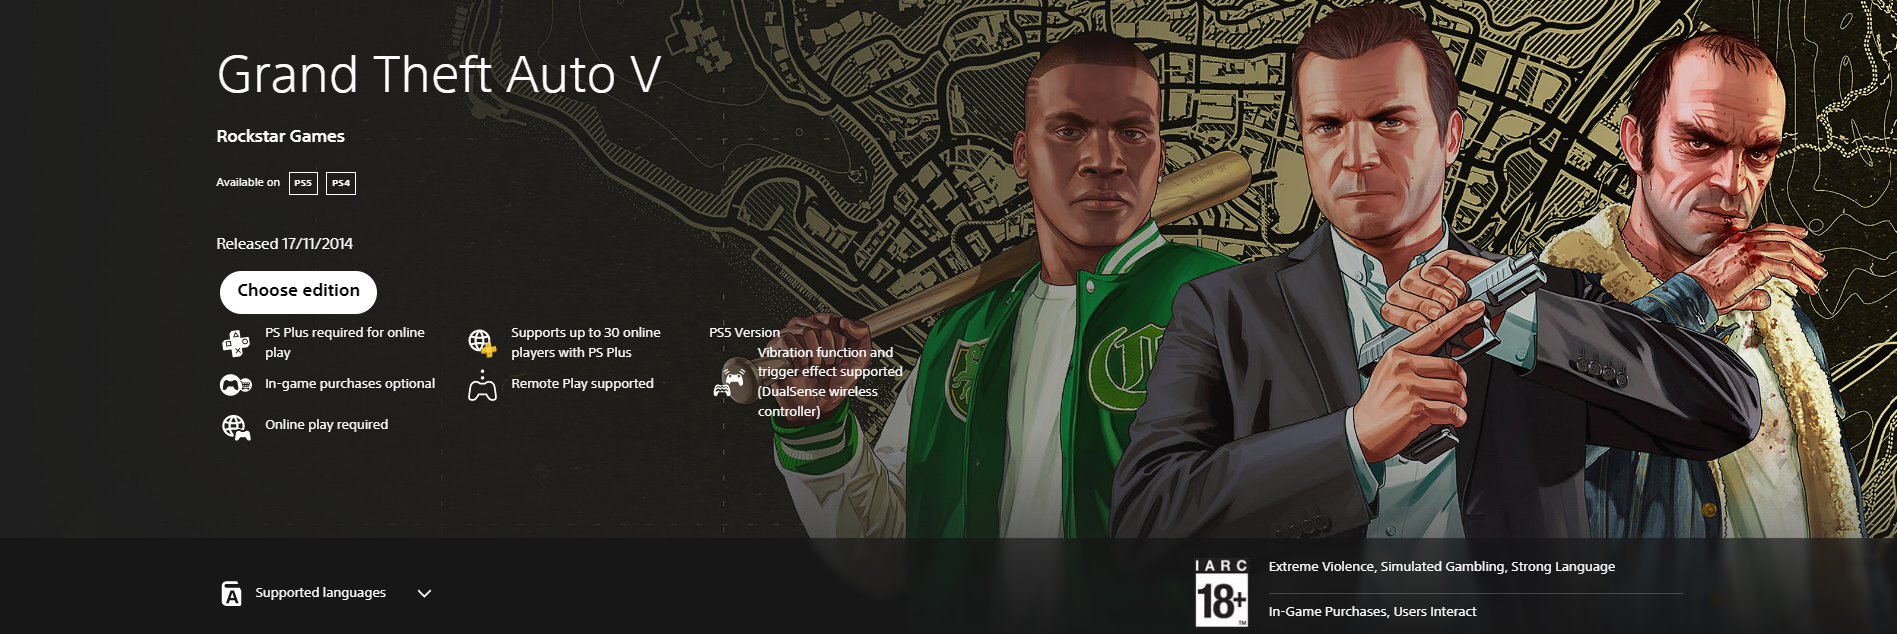 Grand Theft Auto V
Rockstar Games
Available on PS5 PS4
Released 17/11/2014
Choose edition
PS Plus required for online
play
In-game purchases optional
Online play required
Supports up to 30 online
players with PS Plus
Remote Play supported
PS5 Version
Vibration function and
trigger effect supported
(DualSense wireless
controller)
Supported languages
IARC
18+
TM
Extreme Violence, Simulated Gambling, Strong Language
In-Game Purchases, Users Interact